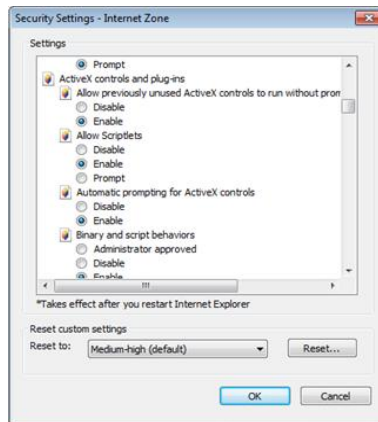 Security Settings - Internet Zone
Settings
Prompt
ActiveX controls and plug-ins
Allow previously unused ActiveX controls to run without prom
Disable
Enable
Allow Scriptlets
Disable
Enable
Prompt
Automatic prompting for ActiveX controls
Disable
Enable
Binary and script behaviors
Administrator approved
Disable
Enable
*Takes effect after you restart Internet Explorer
Reset custom settings
Reset to: Medium-high (default) Reset...
OK Cancel